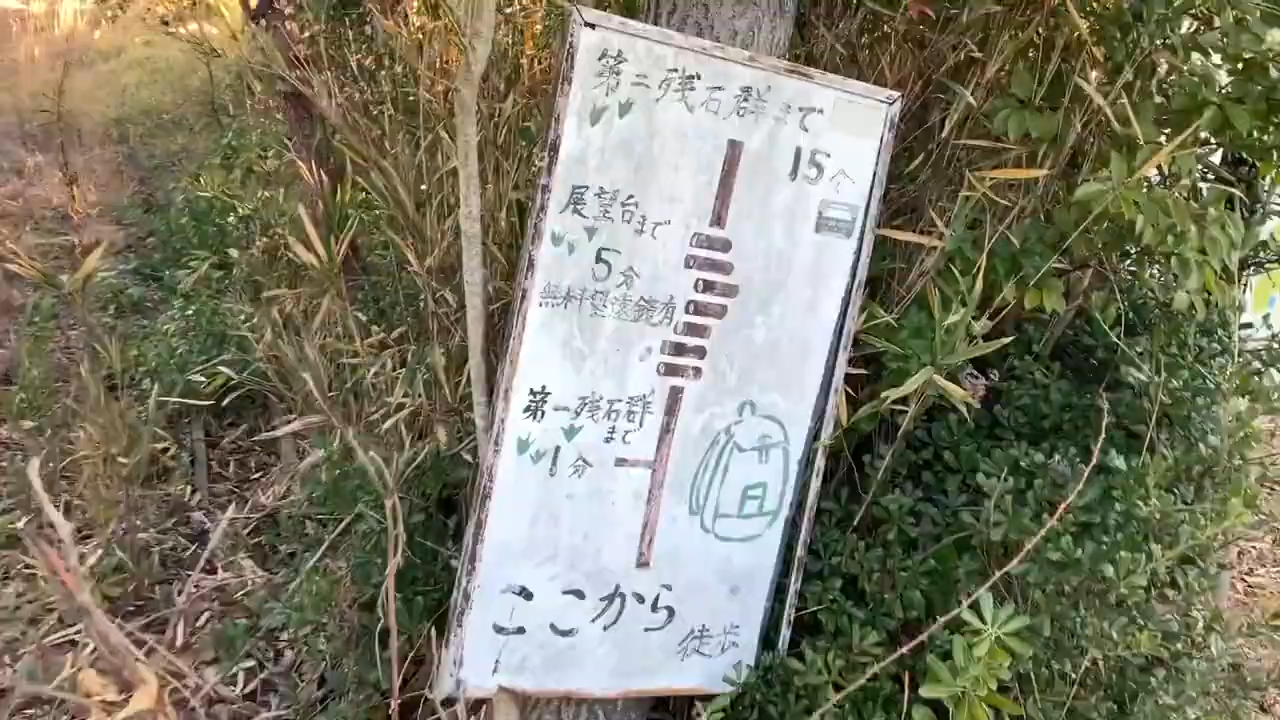 第二残石群まで
15分
展望台まで
5分
無料望遠鏡有
第一残石群
まで
1分
ここから
徒歩